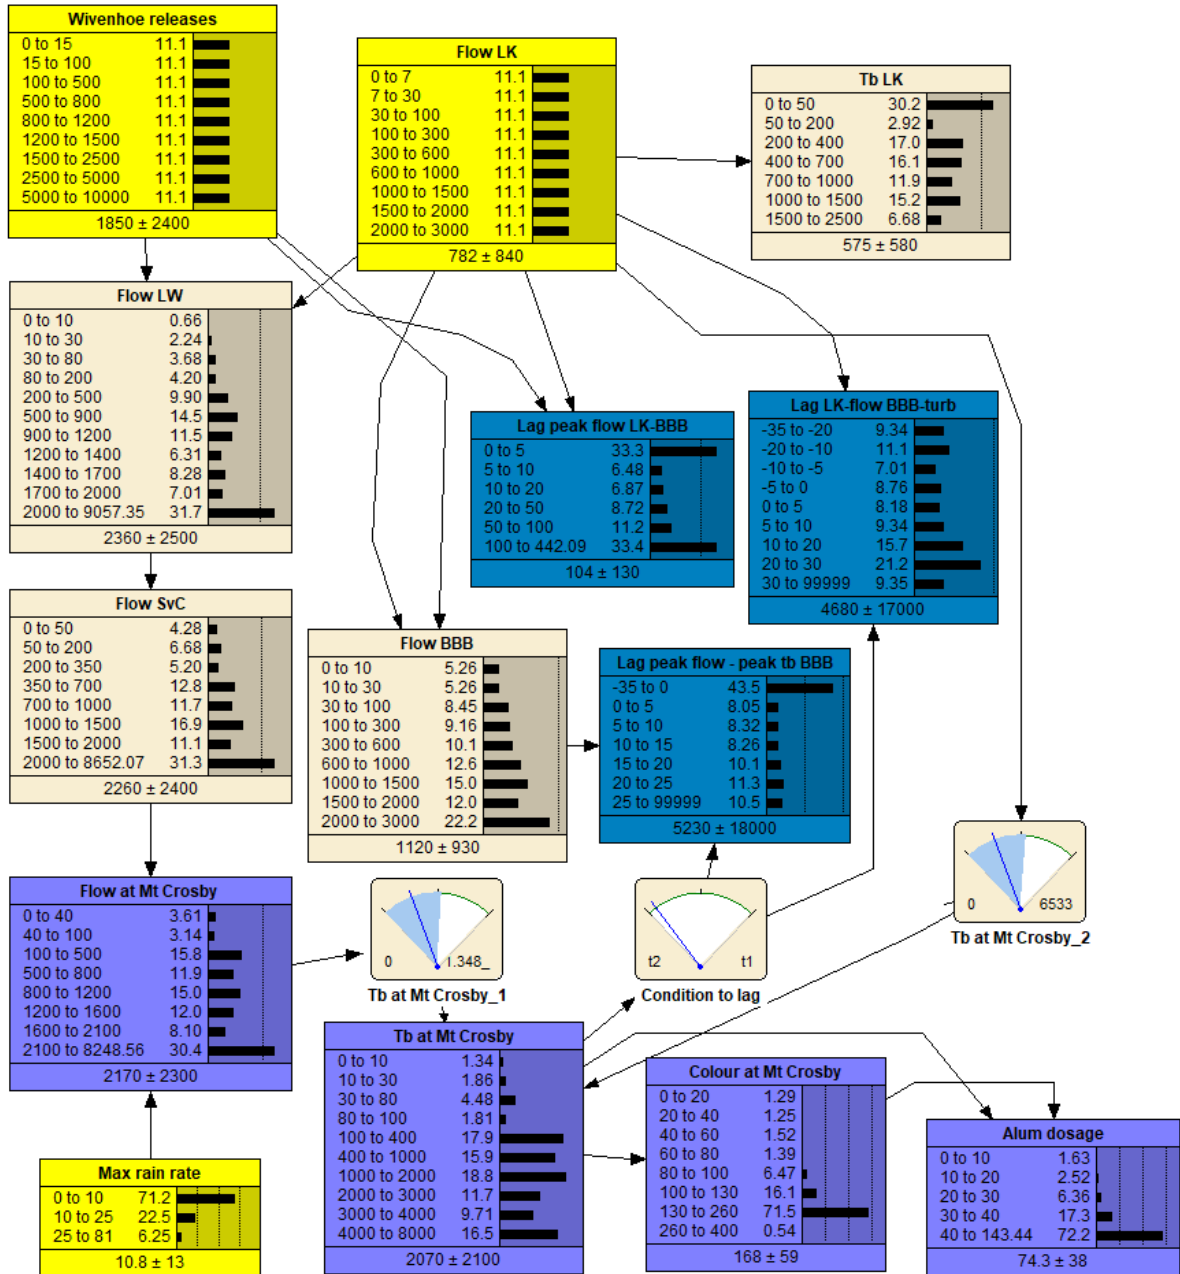 Wivenhoe releases
0 to 15 11.1
15 to 100 11.1
100 to 500 11.1
500 to 800 11.1
800 to 1200 11.1
1200 to 1500 11.1
1500 to 2500 11.1
2500 to 5000 11.1
5000 to 10000 11.1
1850 ± 2400
Flow LK
0 to 7 11.1
7 to 30 11.1
30 to 100 11.1
100 to 300 11.1
300 to 600 11.1
600 to 1000 11.1
1000 to 1500 11.1
1500 to 2000 11.1
2000 to 3000 11.1
782 ± 840
Tb LK
0 to 50 30.2
50 to 200 2.92
200 to 400 17.0
400 to 700 16.1
700 to 1000 11.9
1000 to 1500 15.2
1500 to 2500 6.68
575 ± 580
Flow LW
0 to 10 0.66
10 to 30 2.24
30 to 80 3.68
80 to 200 4.20
200 to 500 9.90
500 to 900 14.5
900 to 1200 11.5
1200 to 1400 6.31
1400 to 1700 8.28
1700 to 2000 7.01
2000 to 9057.35 31.7
2360 ± 2500
Lag peak flow LK-BBB
0 to 5 33.3
5 to 10 6.48
10 to 20 6.87
20 to 50 8.72
50 to 100 11.2
100 to 442.09 33.4
104 ± 130
Lag LK-flow BBB-turb
-35 to -20 9.34
-20 to -10 11.1
-10 to -5 7.01
-5 to 0 8.76
0 to 5 8.18
5 to 10 9.34
10 to 20 15.7
20 to 30 21.2
30 to 99999 9.35
4680 ± 17000
Flow SvC
0 to 50 4.28
50 to 200 6.68
200 to 350 5.20
350 to 700 12.8
700 to 1000 11.7
1000 to 1500 16.9
1500 to 2000 11.1
2000 to 8652.07 31.3
2260 ± 2400
Flow BBB
0 to 10 5.26
10 to 30 5.26
30 to 100 8.45
100 to 300 9.16
300 to 600 10.1
600 to 1000 12.6
1000 to 1500 15.0
1500 to 2000 12.0
2000 to 3000 22.2
1120 ± 930
Lag peak flow - peak tb BBB
-35 to 0 43.5
0 to 5 8.05
5 to 10 8.32
10 to 15 8.26
15 to 20 10.1
20 to 25 11.3
25 to 99999 10.5
5230 ± 18000
0 6533
Tb at Mt Crosby_2
Flow at Mt Crosby
0 to 40 3.61
40 to 100 3.14
100 to 500 15.8
500 to 800 11.9
800 to 1200 15.0
1200 to 1600 12.0
1600 to 2100 8.10
2100 to 8248.56 30.4
2170 ± 2300
0 1.348_
Tb at Mt Crosby_1
t2 t1
Condition to lag
Tb at Mt Crosby
0 to 10 1.34
10 to 30 1.86
30 to 80 4.48
80 to 100 1.81
100 to 400 17.9
400 to 1000 15.9
1000 to 2000 18.8
2000 to 3000 11.7
3000 to 4000 9.71
4000 to 8000 16.5
2070 ± 2100
Colour at Mt Crosby
0 to 20 1.29
20 to 40 1.25
40 to 60 1.52
60 to 80 1.39
80 to 100 6.47
100 to 130 16.1
130 to 260 71.5
260 to 400 0.54
168 ± 59
Alum dosage
0 to 10 1.63
10 to 20 2.52
20 to 30 6.36
30 to 40 17.3
40 to 143.44 72.2
74.3 ± 38
Max rain rate
0 to 10 71.2
10 to 25 22.5
25 to 81 6.25
10.8 ± 13